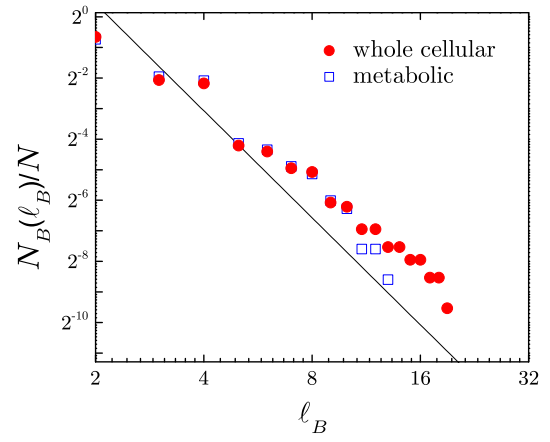 2^0
2^-2
2^-4
2^-6
2^-8
2^-10
N_B(ℓ_B)/N
whole cellular
metabolic
2 4 8 16 32
ℓ_B